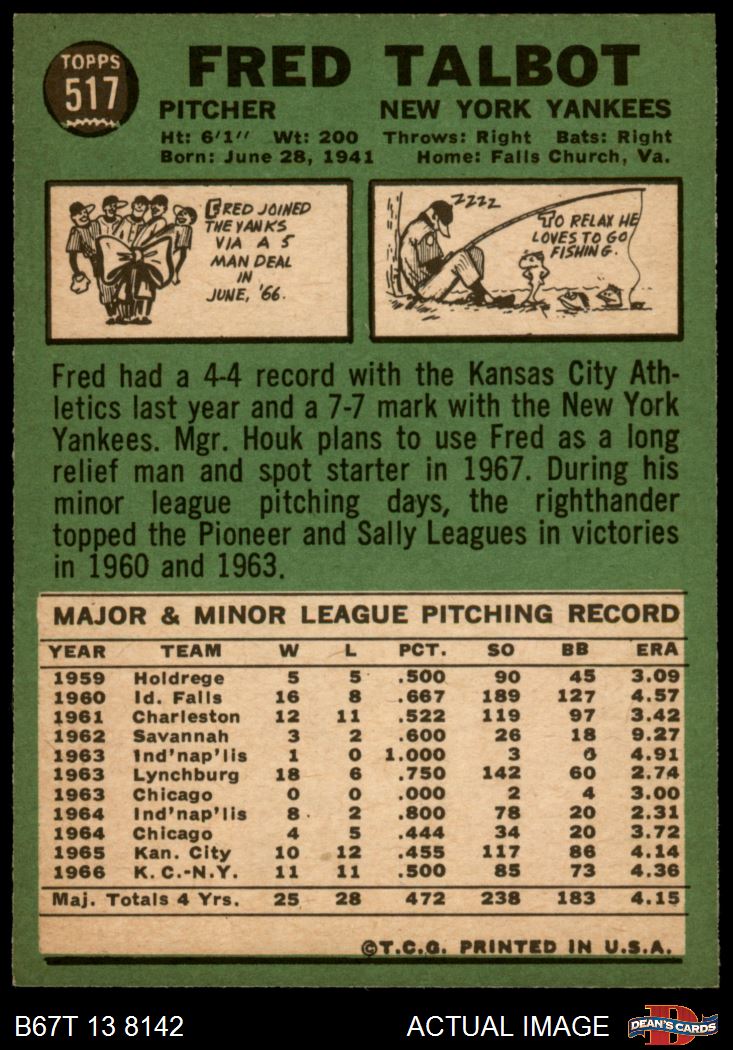 TOPPS
517
FRED TALBOT
PITCHER NEW YORK YANKEES
Ht: 6'1" Wt: 200 Throws: Right Bats: Right
Born: June 28, 1941 Home: Falls Church, Va.
FRED JOINED
THE YANKS
VIA A 5
MAN DEAL
IN
JUNE, '66.
ZZZZ
TO RELAX HE
LOVES TO GO
FISHING.
Fred had a 4-4 record with the Kansas City Ath-
letics last year and a 7-7 mark with the New York
Yankees. Mgr. Houk plans to use Fred as a long
relief man and spot starter in 1967. During his
minor league pitching days, the righthander
topped the Pioneer and Sally Leagues in victories
in 1960 and 1963.
MAJOR & MINOR LEAGUE PITCHING RECORD
YEAR TEAM W L PCT. SO BB ERA
1959 Holdrege 5 5 .500 90 45 3.09
1960 Id. Falls 16 8 .667 189 127 4.57
1961 Charleston 12 11 .522 119 97 3.42
1962 Savannah 3 2 .600 26 18 9.27
1963 Ind'nap'lis 1 0 1.000 3 6 4.91
1963 Lynchburg 18 6 .750 142 60 2.74
1963 Chicago 0 0 .000 2 4 3.00
1964 Ind'nap'lis 8 2 .800 78 20 2.31
1964 Chicago 4 5 .444 34 20 3.72
1965 Kan. City 10 12 .455 117 86 4.14
1966 K.C.-N.Y. 11 11 .500 85 73 4.36
Maj. Totals 4 Yrs. 25 28 472 238 183 4.15
©T.C.G. PRINTED IN U.S.A.
B67T 13 8142 ACTUAL IMAGE
D
DEAN'S CARDS